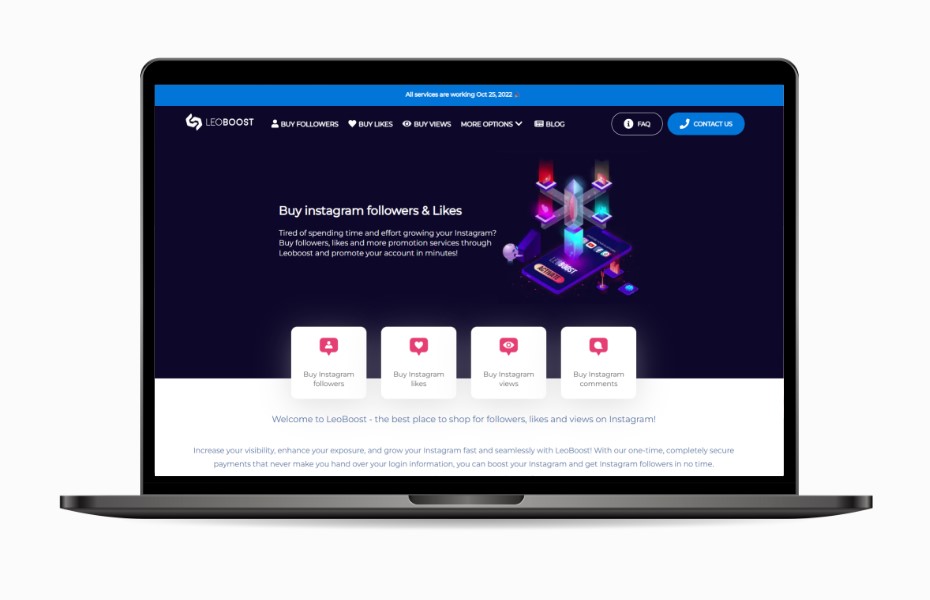 All services are working Oct 25, 2022
LEOBOOST
BUY FOLLOWERS
BUY LIKES
BUY VIEWS
MORE OPTIONS
BLOG
FAQ
CONTACT US
Buy instagram followers & Likes
Tired of spending time and effort growing your Instagram?
Buy followers, likes and more promotion services through
Leoboost and promote your account in minutes!
LEOBOOST
Buy Instagram
followers
Buy Instagram
likes
Buy Instagram
views
Buy Instagram
comments
Welcome to LeoBoost - the best place to shop for followers, likes and views on Instagram!
Increase your visibility, enhance your exposure, and grow your Instagram fast and seamlessly with LeoBoost! With our one-time, completely secure
payments that never make you hand over your login information, you can boost your Instagram and get Instagram followers in no time.